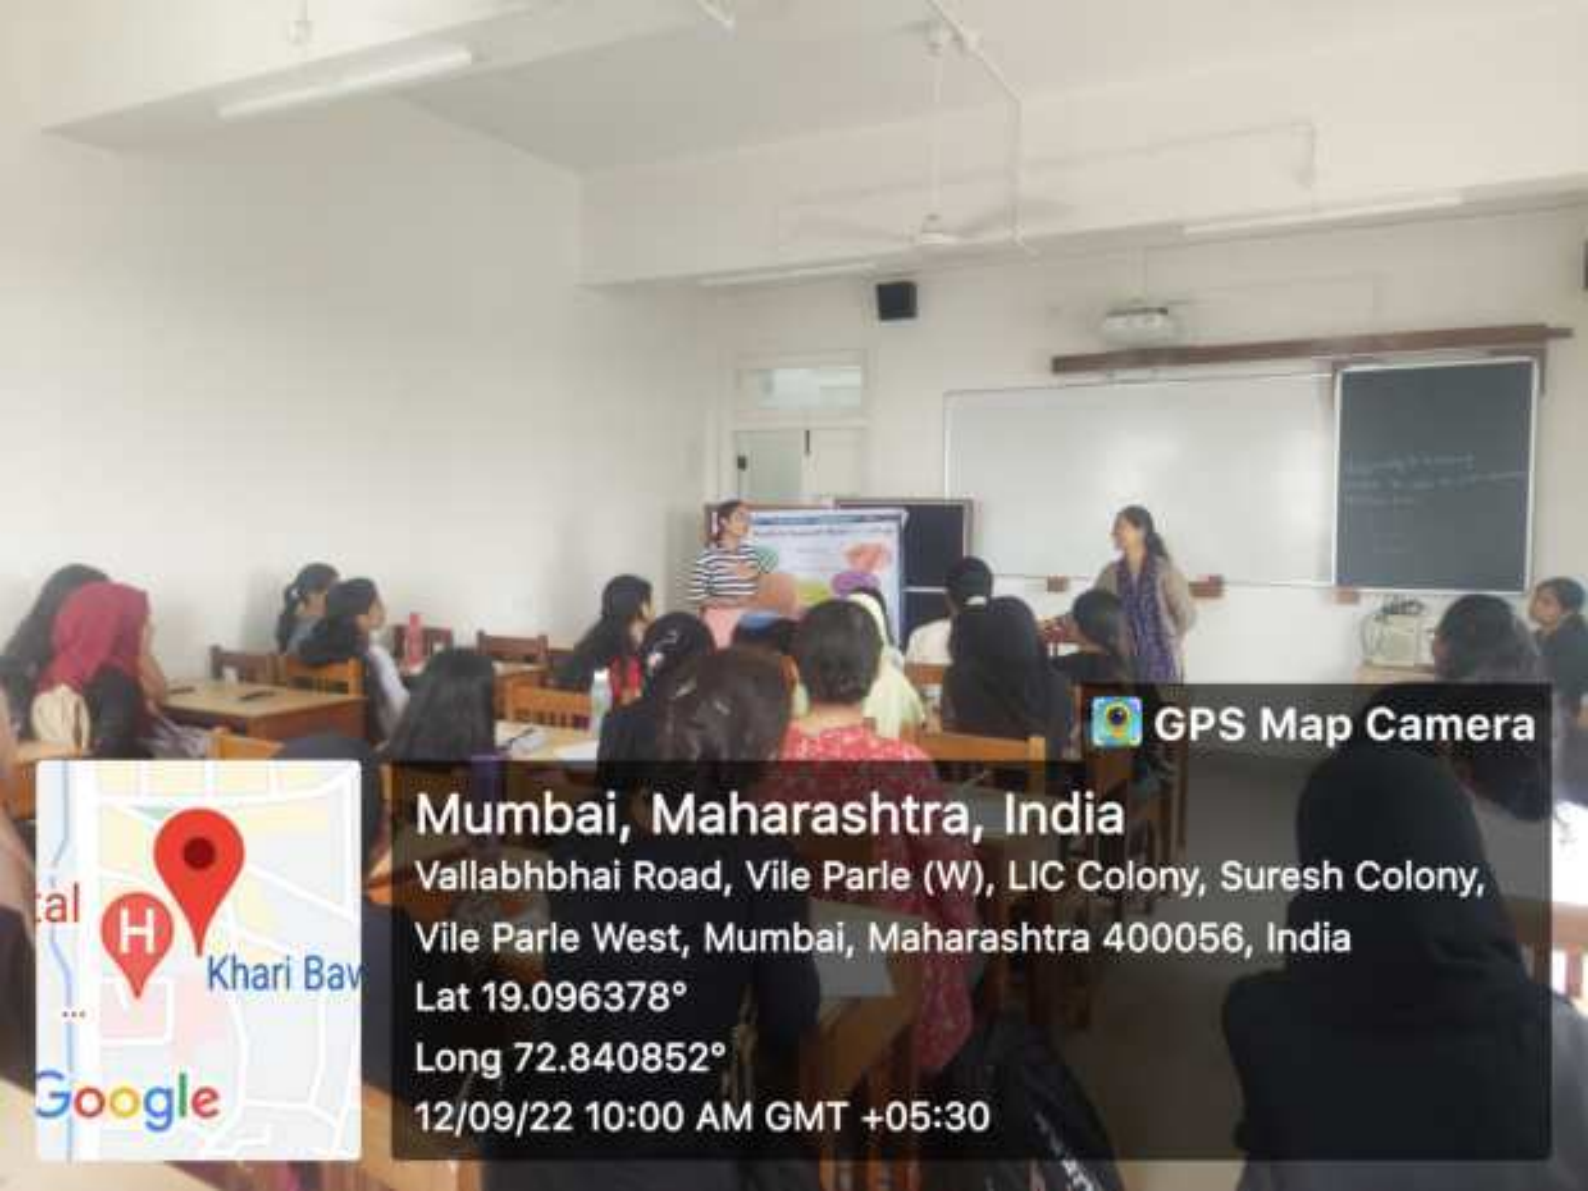 GPS Map Camera
Mumbai, Maharashtra, India
Vallabhbhai Road, Vile Parle (W), LIC Colony, Suresh Colony,
Vile Parle West, Mumbai, Maharashtra 400056, India
Lat 19.096378°
Long 72.840852°
12/09/22 10:00 AM GMT +05:30
tal
H
Khari Bav
...
Google